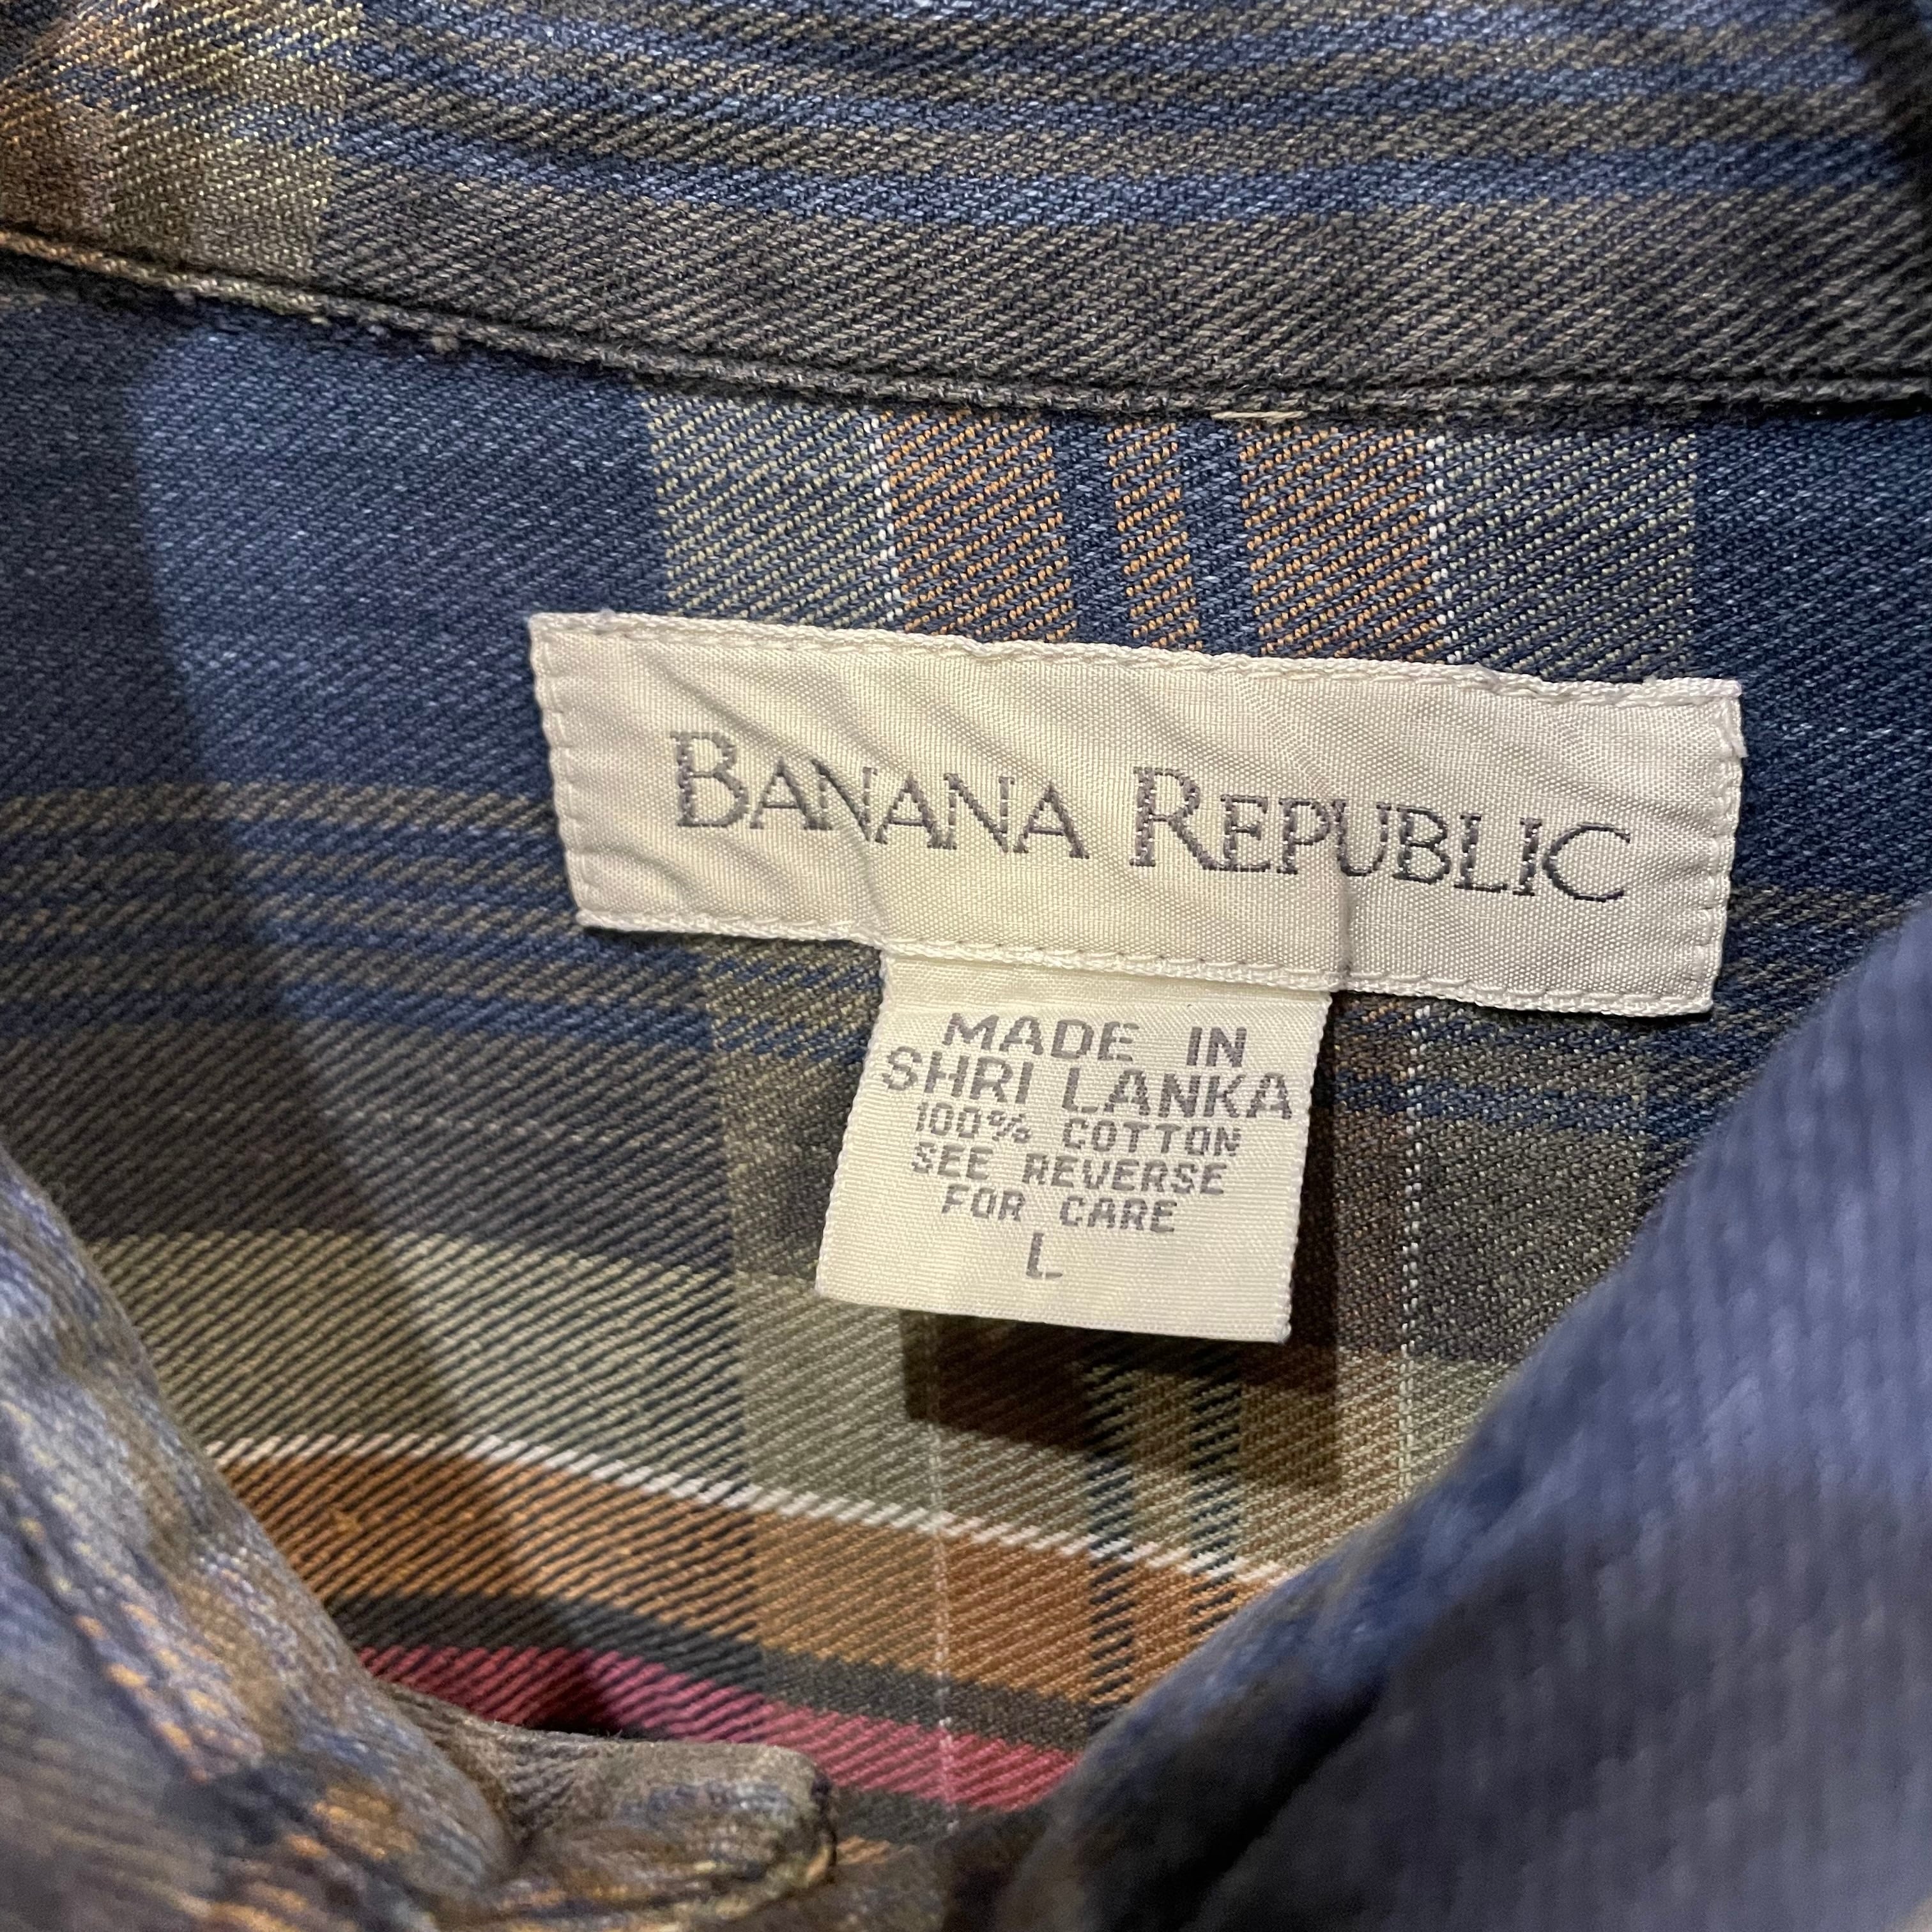 BANANA REPUBLIC
MADE IN
SHRI LANKA
100% COTTON
SEE REVERSE
FOR CARE
L